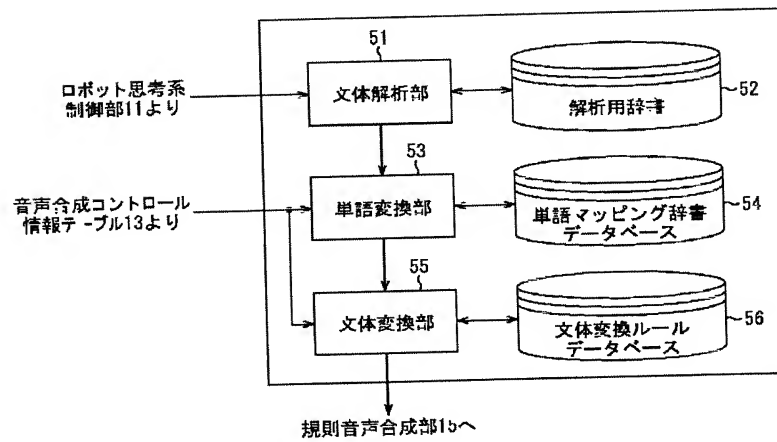 51
ロボット思考系
制御部11より
文体解析部
52
解析用辞書
53
音声合成コントロール
情報テーブル13より
単語変換部
54
単語マッピング辞書
データベース
55
文体変換部
56
文体変換ルール
データベース
規則音声合成部15へ